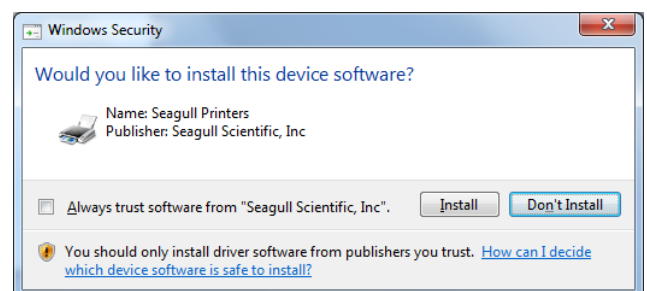 Windows Security
Would you like to install this device software?
Name: Seagull Printers
Publisher: Seagull Scientific, Inc
Always trust software from "Seagull Scientific, Inc".
Install
Don't Install
You should only install driver software from publishers you trust. How can I decide
which device software is safe to install?